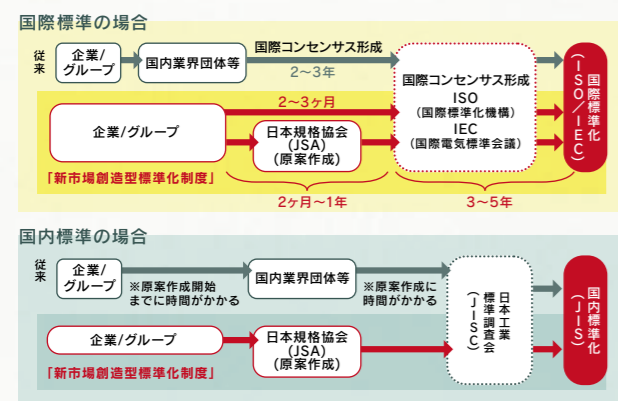 国際標準の場合
従来
企業/
グループ
国内業界団体等
国際コンセンサス形成
2〜3年
国際コンセンサス形成
ISO
(国際標準化機構)
IEC
(国際電気標準会議)
国際標準化
(ISO/IEC)
企業/グループ
2〜3ヶ月
日本規格協会
(JSA)
(原案作成)
「新市場創造型標準化制度」
2ヶ月〜1年
3〜5年
国内標準の場合
従来
企業/
グループ
※原案作成開始
までに時間がかかる
国内業界団体等
※原案作成に
時間がかかる
日本工業
標準調査会
(JISC)
国内標準化
(JIS)
企業/グループ
日本規格協会
(JSA)
(原案作成)
「新市場創造型標準化制度」